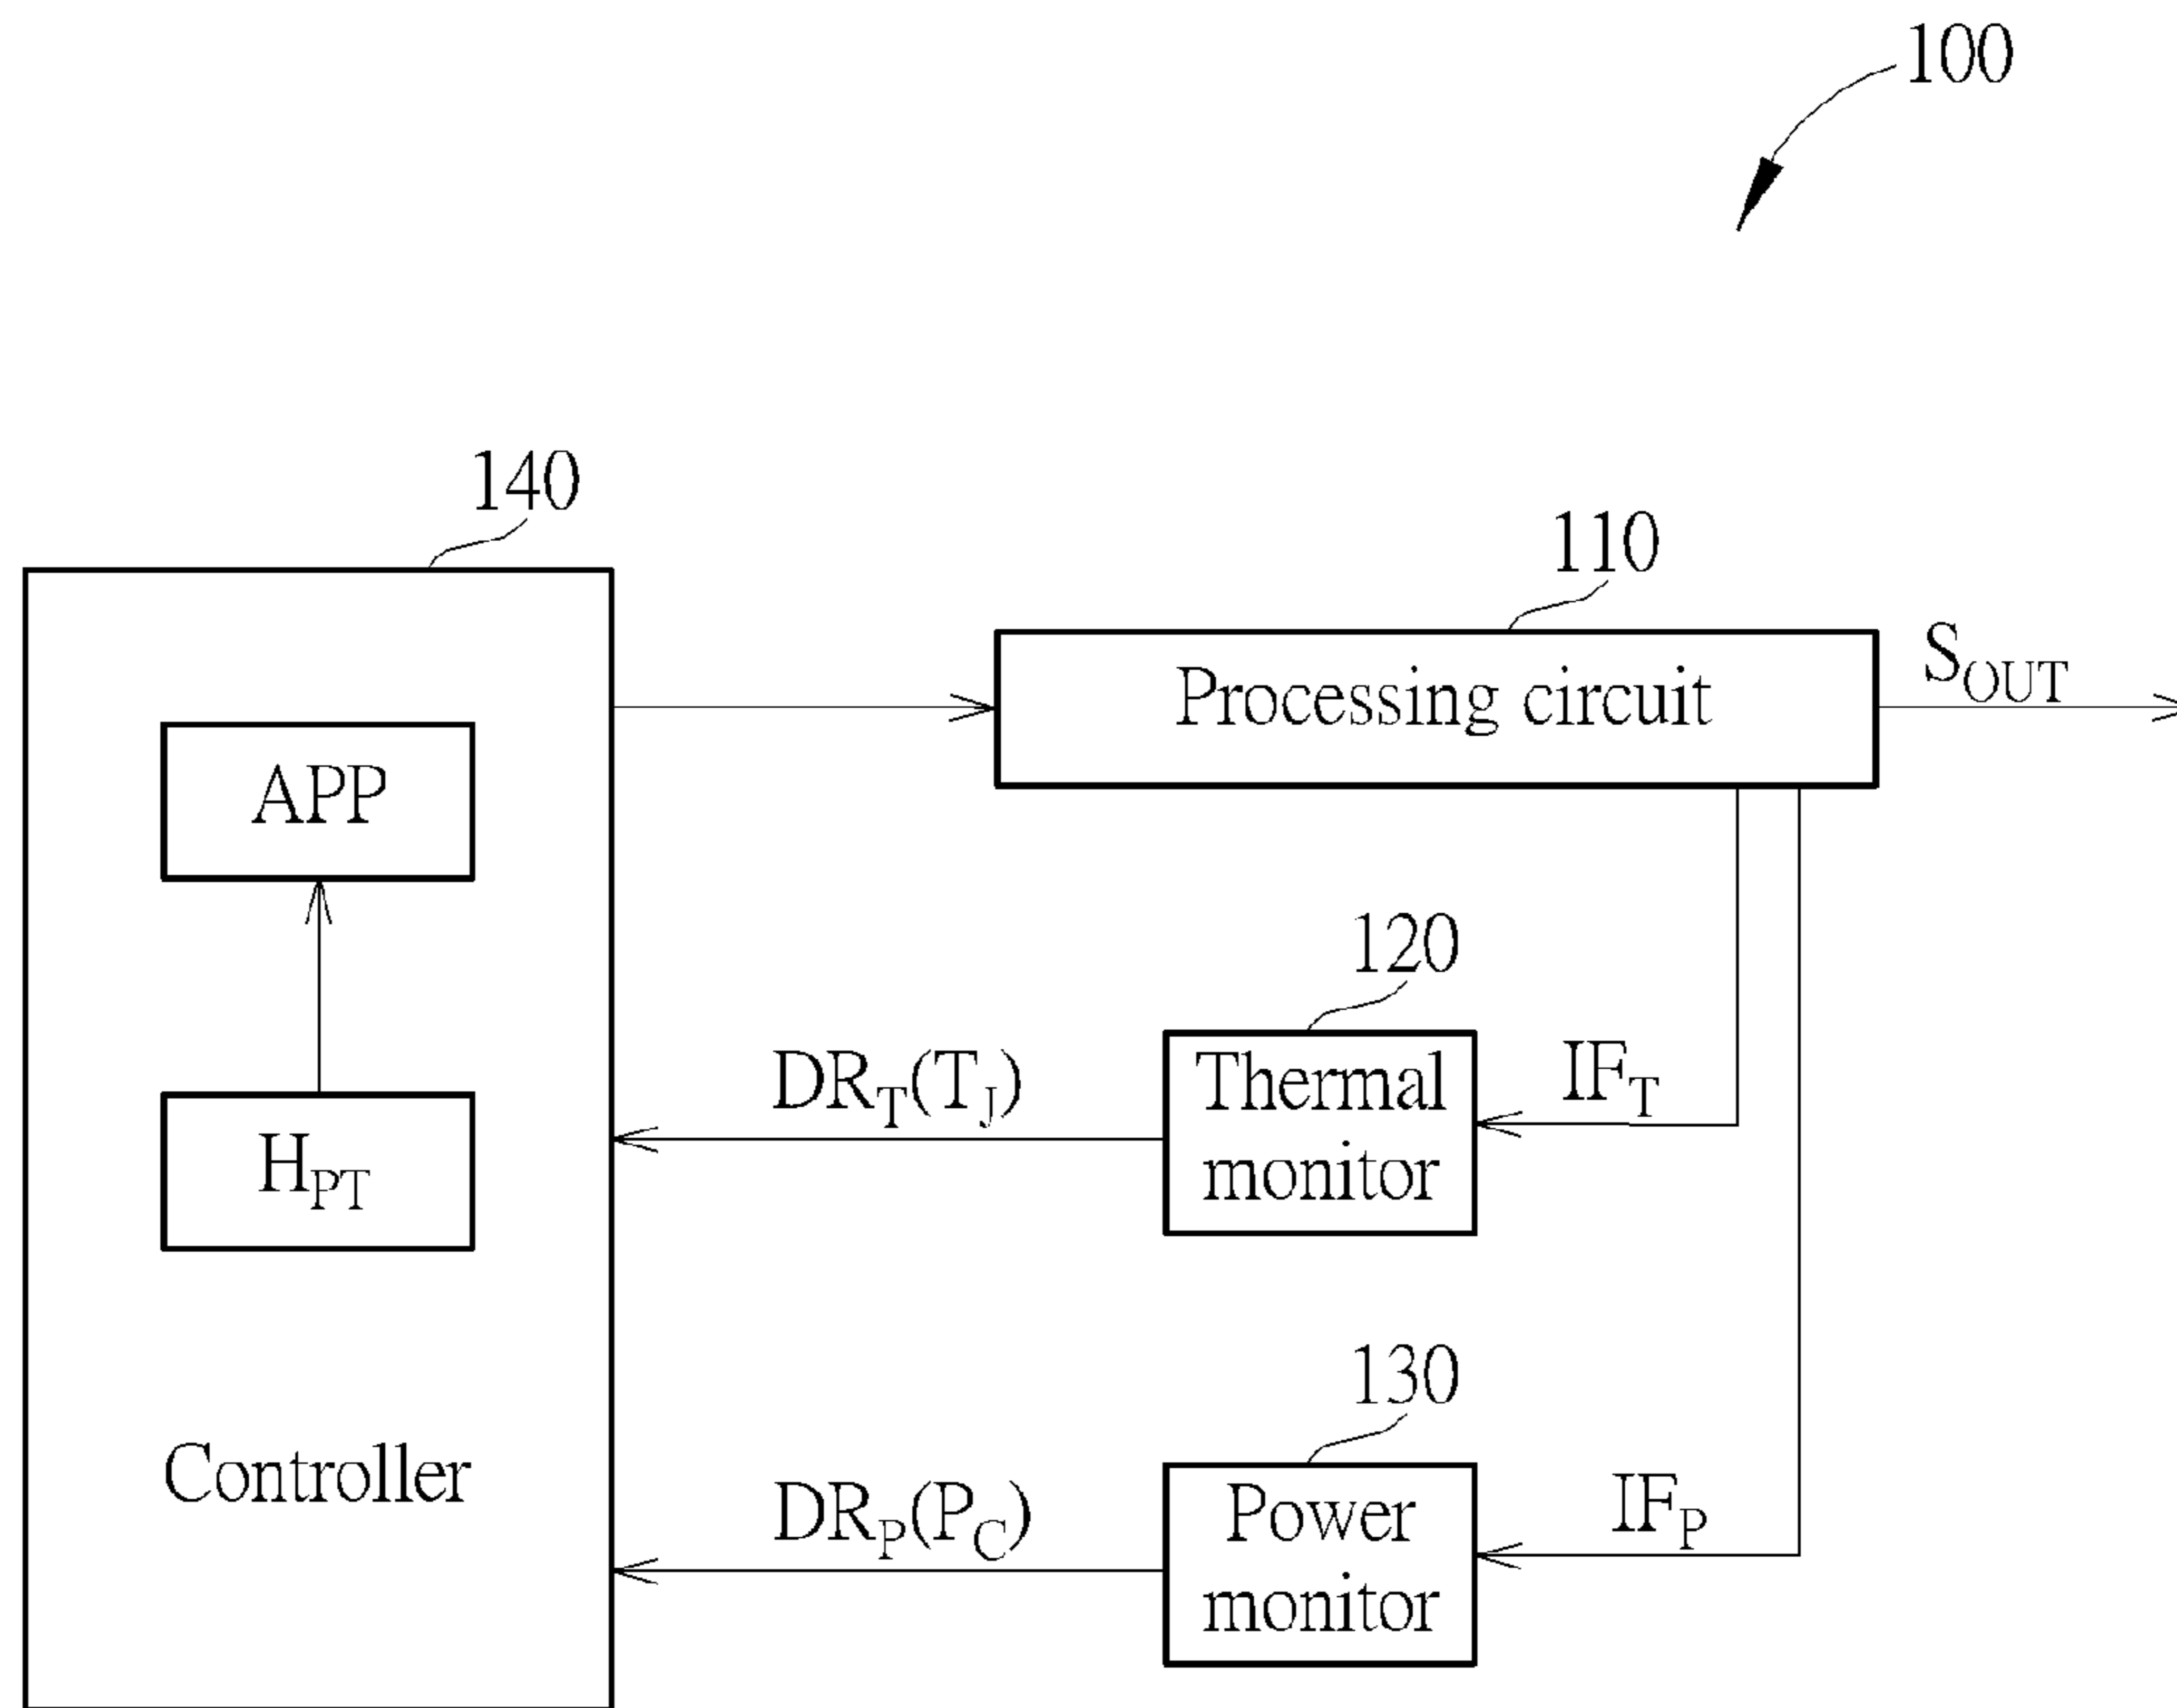 100
140
110
Processing circuit
S_OUT
APP
120
Thermal
monitor
DR_T(T_J)
IF_T
H_PT
130
Power
monitor
DR_P(P_C)
IF_P
Controller